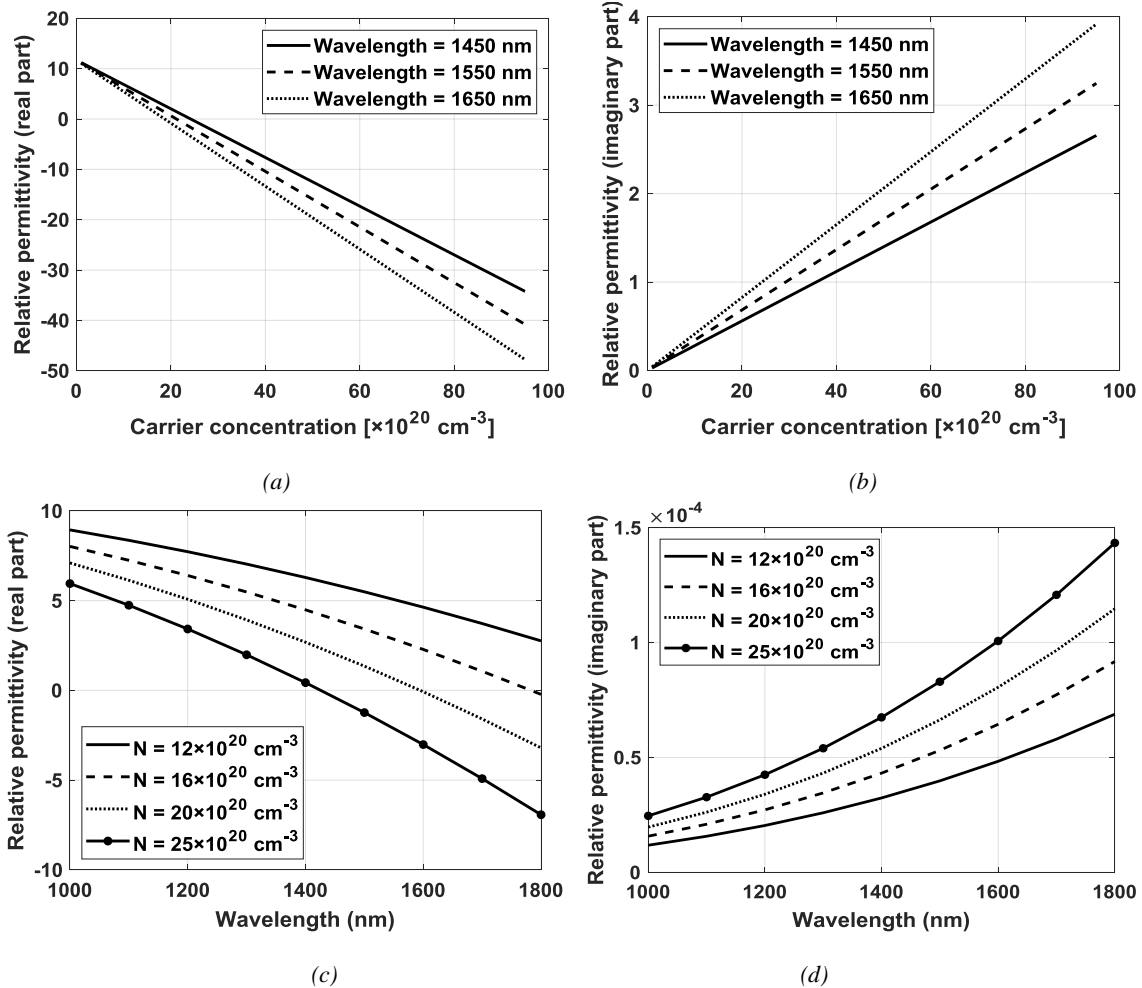 Relative permittivity (real part)
20
10
0
-10
-20
-30
-40
-50
Wavelength = 1450 nm
Wavelength = 1550 nm
Wavelength = 1650 nm
0
20
40
60
80
100
Carrier concentration [×10^20 cm^-3]
(a)
Relative permittivity (imaginary part)
4
3
2
1
0
Wavelength = 1450 nm
Wavelength = 1550 nm
Wavelength = 1650 nm
0
20
40
60
80
100
Carrier concentration [×10^20 cm^-3]
(b)
Relative permittivity (real part)
10
5
0
-5
-10
N = 12×10^20 cm^-3
N = 16×10^20 cm^-3
N = 20×10^20 cm^-3
N = 25×10^20 cm^-3
1000
1200
1400
1600
1800
Wavelength (nm)
(c)
Relative permittivity (imaginary part)
×10^-4
1.5
1
0.5
0
N = 12×10^20 cm^-3
N = 16×10^20 cm^-3
N = 20×10^20 cm^-3
N = 25×10^20 cm^-3
1000
1200
1400
1600
1800
Wavelength (nm)
(d)